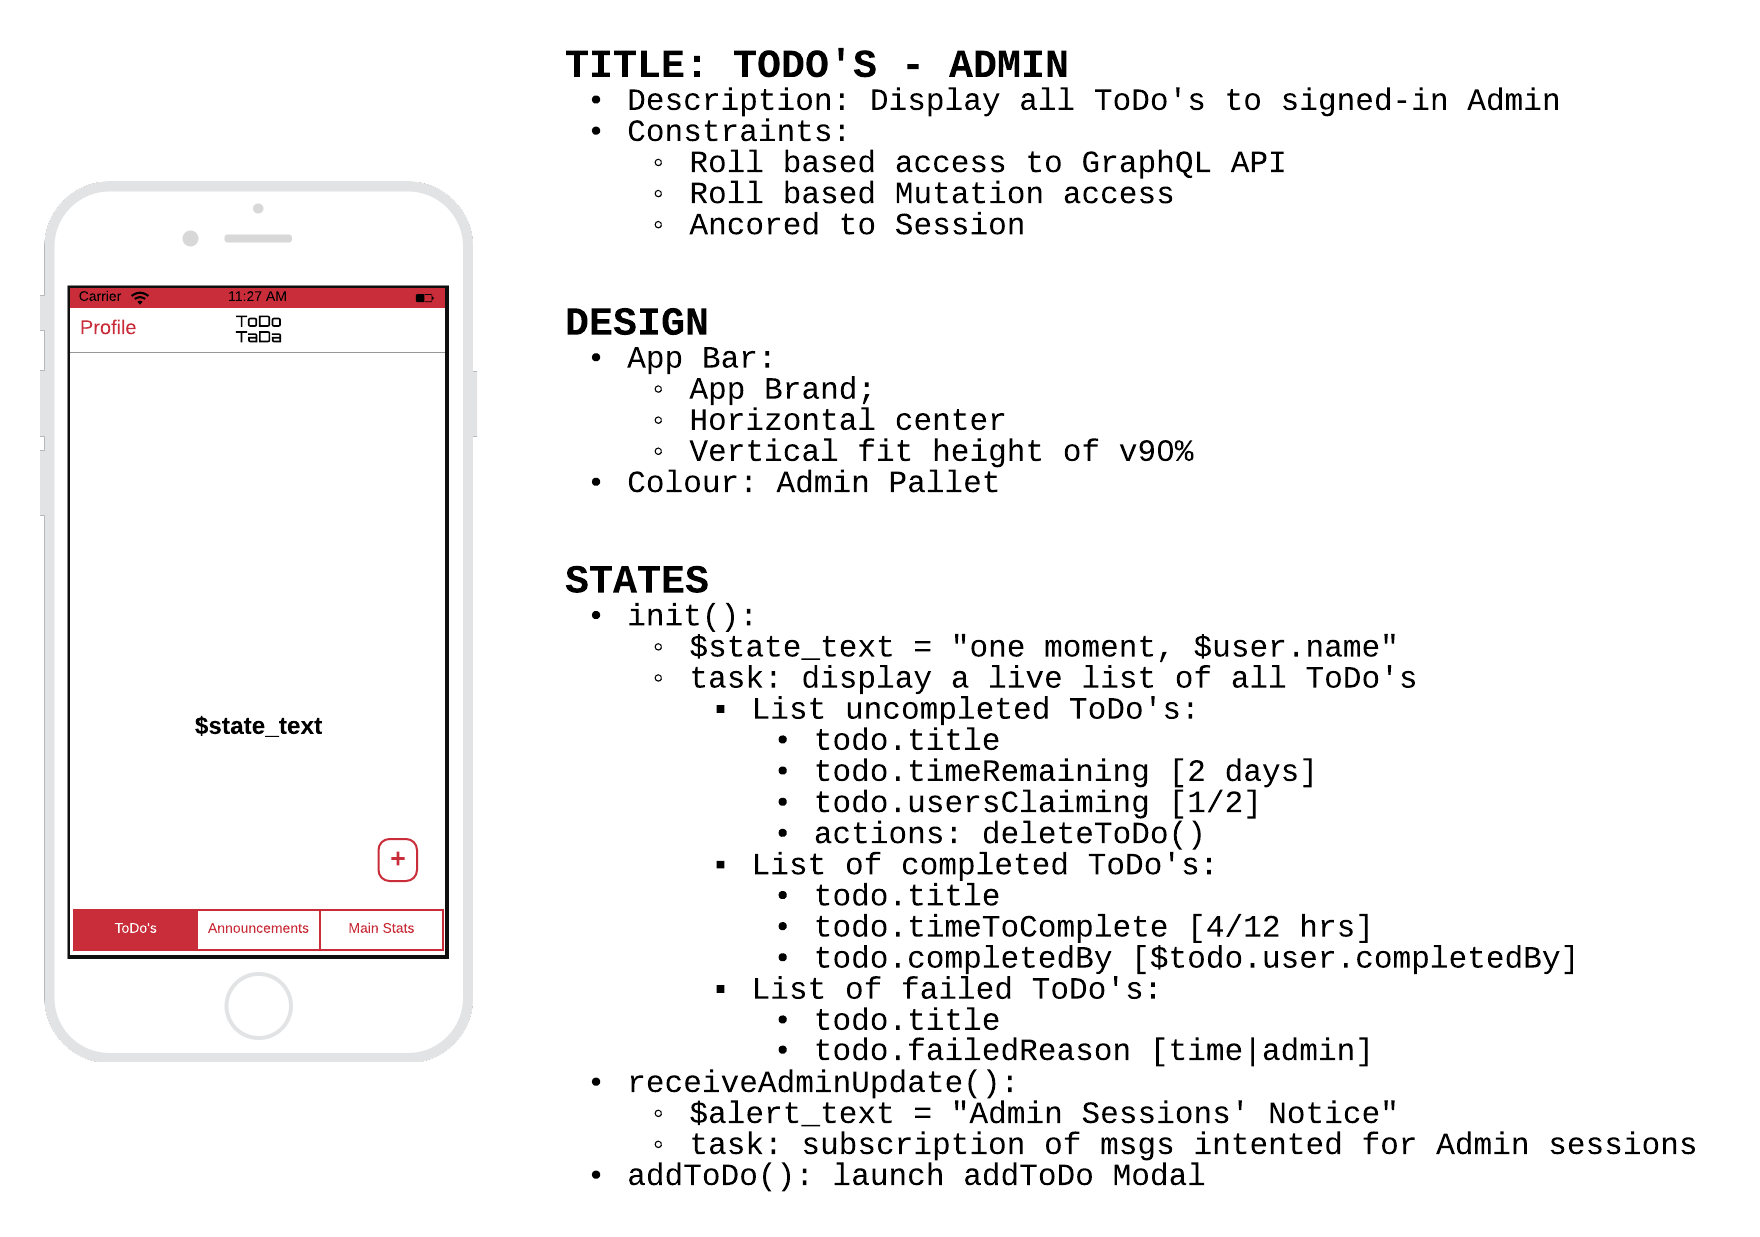 Carrier 11:27 AM
Profile
ToDo
TaDa
$state_text
+
ToDo's Announcements Main Stats
TITLE: TODO'S - ADMIN
• Description: Display all ToDo's to signed-in Admin
• Constraints:
◦ Roll based access to GraphQL API
◦ Roll based Mutation access
◦ Ancored to Session
DESIGN
• App Bar:
◦ App Brand;
◦ Horizontal center
◦ Vertical fit height of v90%
• Colour: Admin Pallet
STATES
• init():
◦ $state_text = "one moment, $user.name"
◦ task: display a live list of all ToDo's
▪ List uncompleted ToDo's:
• todo.title
• todo.timeRemaining [2 days]
• todo.usersClaiming [1/2]
• actions: deleteToDo()
▪ List of completed ToDo's:
• todo.title
• todo.timeToComplete [4/12 hrs]
• todo.completedBy [$todo.user.completedBy]
▪ List of failed ToDo's:
• todo.title
• todo.failedReason [time|admin]
• receiveAdminUpdate():
◦ $alert_text = "Admin Sessions' Notice"
◦ task: subscription of msgs intented for Admin sessions
• addToDo(): launch addToDo Modal